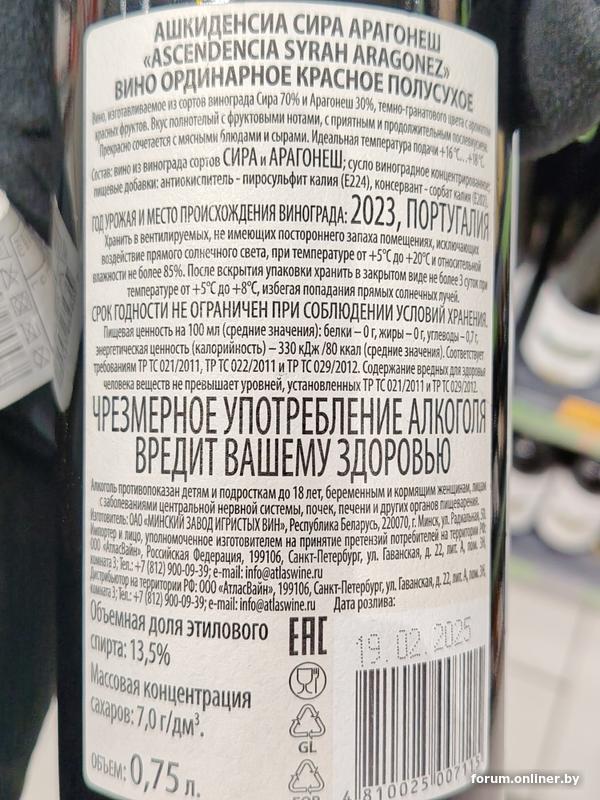 АШКИДЕНСИА СИРА АРАГОНЕШ
«ASCENDENCIA SYRAH ARAGONEZ»
ВИНО ОРДИНАРНОЕ КРАСНОЕ ПОЛУСУХОЕ
Вино, изготавливаемое из сортов винограда Сира 70% и Арагонеш 30%, темно-гранатового цвета с ароматом
красных фруктов. Вкус полнотелый с фруктовыми нотами, с приятным и продолжительным послевкусием.
Прекрасно сочетается с мясными блюдами и сырами. Идеальная температура подачи +16 °С...+18 °С.
Состав: вино из винограда сортов СИРА и АРАГОНЕШ; сусло виноградное концентрированное;
пищевые добавки: антиокислитель - пиросульфит калия (Е224), консервант - сорбат калия (Е202).
ГОД УРОЖАЯ И МЕСТО ПРОИСХОЖДЕНИЯ ВИНОГРАДА: 2023, ПОРТУГАЛИЯ
Хранить в вентилируемых, не имеющих постороннего запаха помещениях, исключающих
воздействие прямого солнечного света, при температуре от +5°С до +20°С и относительной
влажности не более 85%. После вскрытия упаковки хранить в закрытом виде не более 3 суток при
температуре от +5°С до +8°С, избегая попадания прямых солнечных лучей.
СРОК ГОДНОСТИ НЕ ОГРАНИЧЕН ПРИ СОБЛЮДЕНИИ УСЛОВИЙ ХРАНЕНИЯ.
Пищевая ценность на 100 мл (средние значения): белки – 0 г, жиры – 0 г, углеводы – 0,7 г,
энергетическая ценность (калорийность) – 330 кДж /80 ккал (средние значения). Соответствует
требованиям ТР ТС 021/2011, ТР ТС 022/2011 и ТР ТС 029/2012. Содержание вредных для здоровья
человека веществ не превышает уровней, установленных ТР ТС 021/2011 и ТР ТС 029/2012.
ЧРЕЗМЕРНОЕ УПОТРЕБЛЕНИЕ АЛКОГОЛЯ
ВРЕДИТ ВАШЕМУ ЗДОРОВЬЮ
Алкоголь противопоказан детям и подросткам до 18 лет, беременным и кормящим женщинам, лицам
с заболеваниями центральной нервной системы, почек, печени и других органов пищеварения.
Изготовитель: ОАО «МИНСКИЙ ЗАВОД ИГРИСТЫХ ВИН», Республика Беларусь, 220070, г. Минск, ул. Радиальная, 50.
Импортер и лицо, уполномоченное изготовителем на принятие претензий потребителей на территории РФ:
ООО «АтласВайн», Российская Федерация, 199106, Санкт-Петербург, ул. Гаванская, д. 22, лит. А, пом. 3Н,
комната 3; Тел.: +7 (812) 900-09-39; e-mail: info@atlaswine.ru
Дистрибьютор на территории РФ: ООО «АтласВайн», 199106, Санкт-Петербург, ул. Гаванская, д. 22, лит. А, пом. 3Н,
комната 3; Тел.: +7 (812) 900-09-39; e-mail: info@atlaswine.ru Дата розлива:
Объемная доля этилового
спирта: 13,5%
Массовая концентрация
сахаров: 7,0 г/дм³.
ОБЪЕМ: 0,75 л.
ЕАС
19.02.2025
GL
4 810025 007115
forum.onliner.by